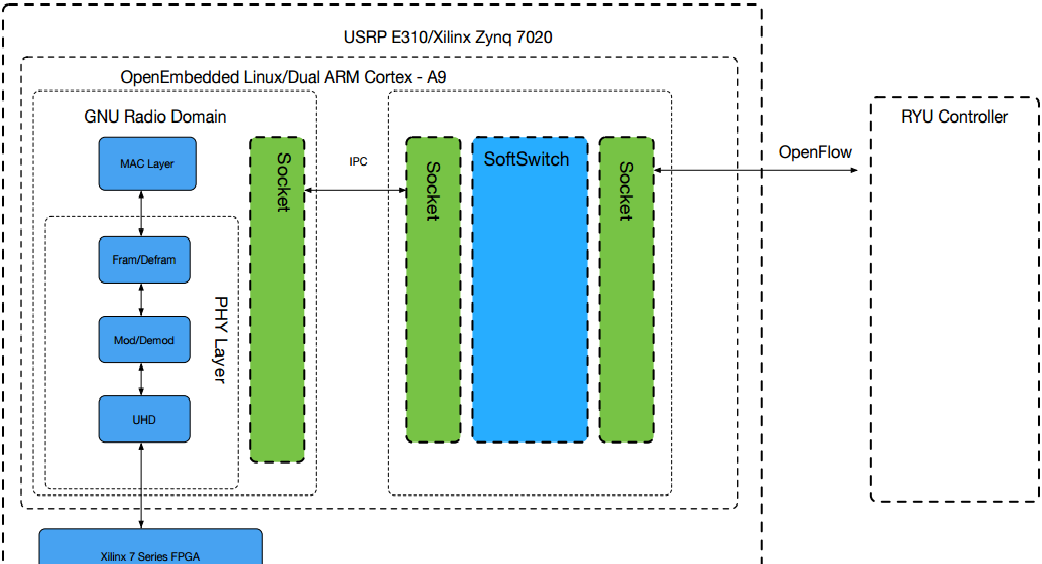 USRP E310/Xilinx Zynq 7020
OpenEmbedded Linux/Dual ARM Cortex - A9
GNU Radio Domain
MAC Layer
Fram/Defram
Mod/Demod
UHD
PHY Layer
Socket
IPC
Socket
SoftSwitch
Socket
OpenFlow
RYU Controller
Xilinx 7 Series FPGA